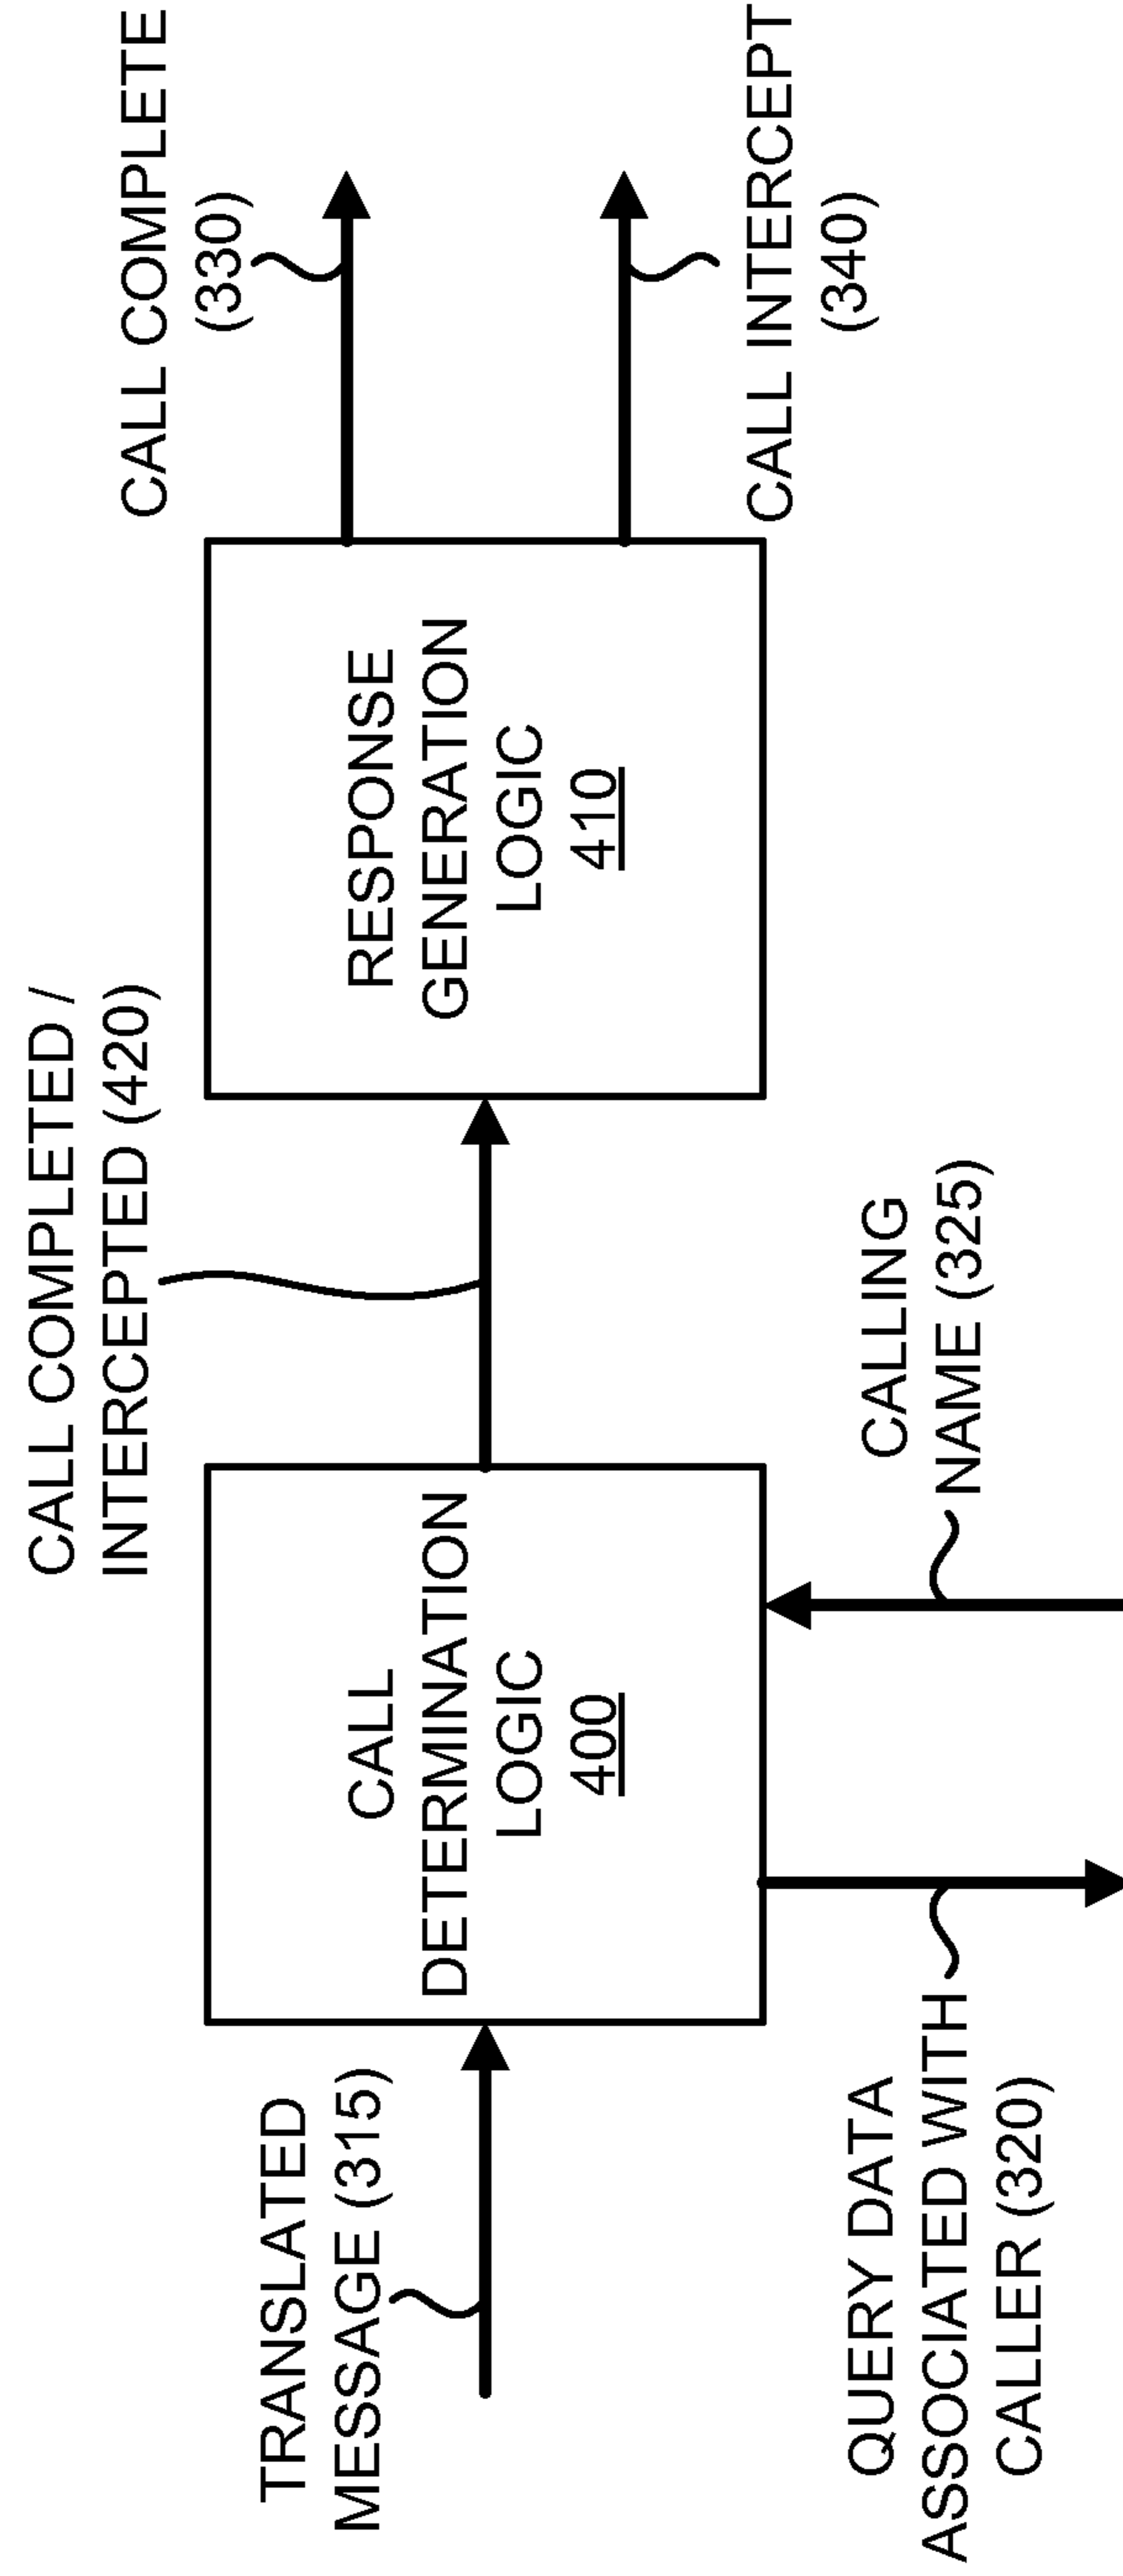 TRANSLATED
MESSAGE (315)
CALL
DETERMINATION
LOGIC
400
QUERY DATA
ASSOCIATED WITH
CALLER (320)
CALLING
NAME (325)
CALL COMPLETED /
INTERCEPTED (420)
RESPONSE
GENERATION
LOGIC
410
CALL COMPLETE
(330)
CALL INTERCEPT
(340)